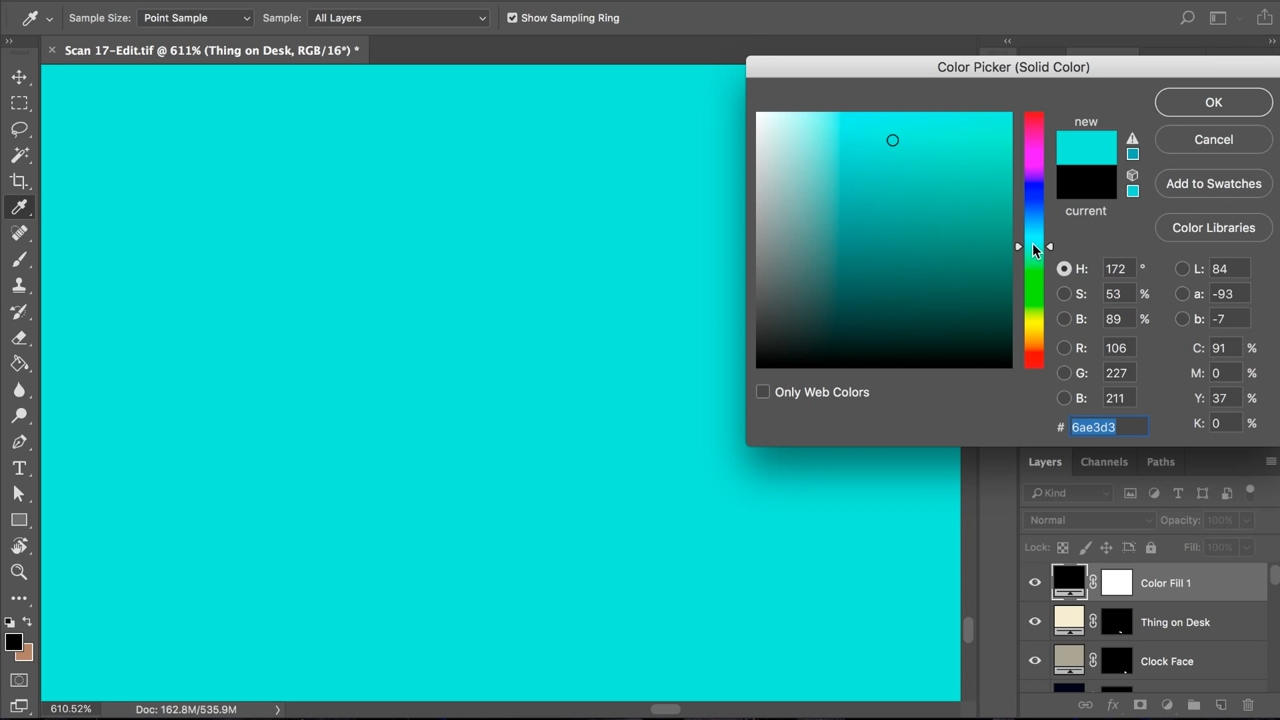 Sample Size: Point Sample Sample: All Layers Show Sampling Ring
Scan 17-Edit.tif @ 611% (Thing on Desk, RGB/16*) *
Color Picker (Solid Color)
new
current
OK
Cancel
Add to Swatches
Color Libraries
H: 172 ° L: 84
S: 53 % a: -93
B: 89 % b: -7
R: 106 C: 91 %
G: 227 M: 0 %
B: 211 Y: 37 %
# 6ae3d3 K: 0 %
Only Web Colors
Layers Channels Paths
Kind
Normal Opacity: 100%
Lock: Fill: 100%
Color Fill 1
Thing on Desk
Clock Face
610.52% Doc: 162.8M/535.9M